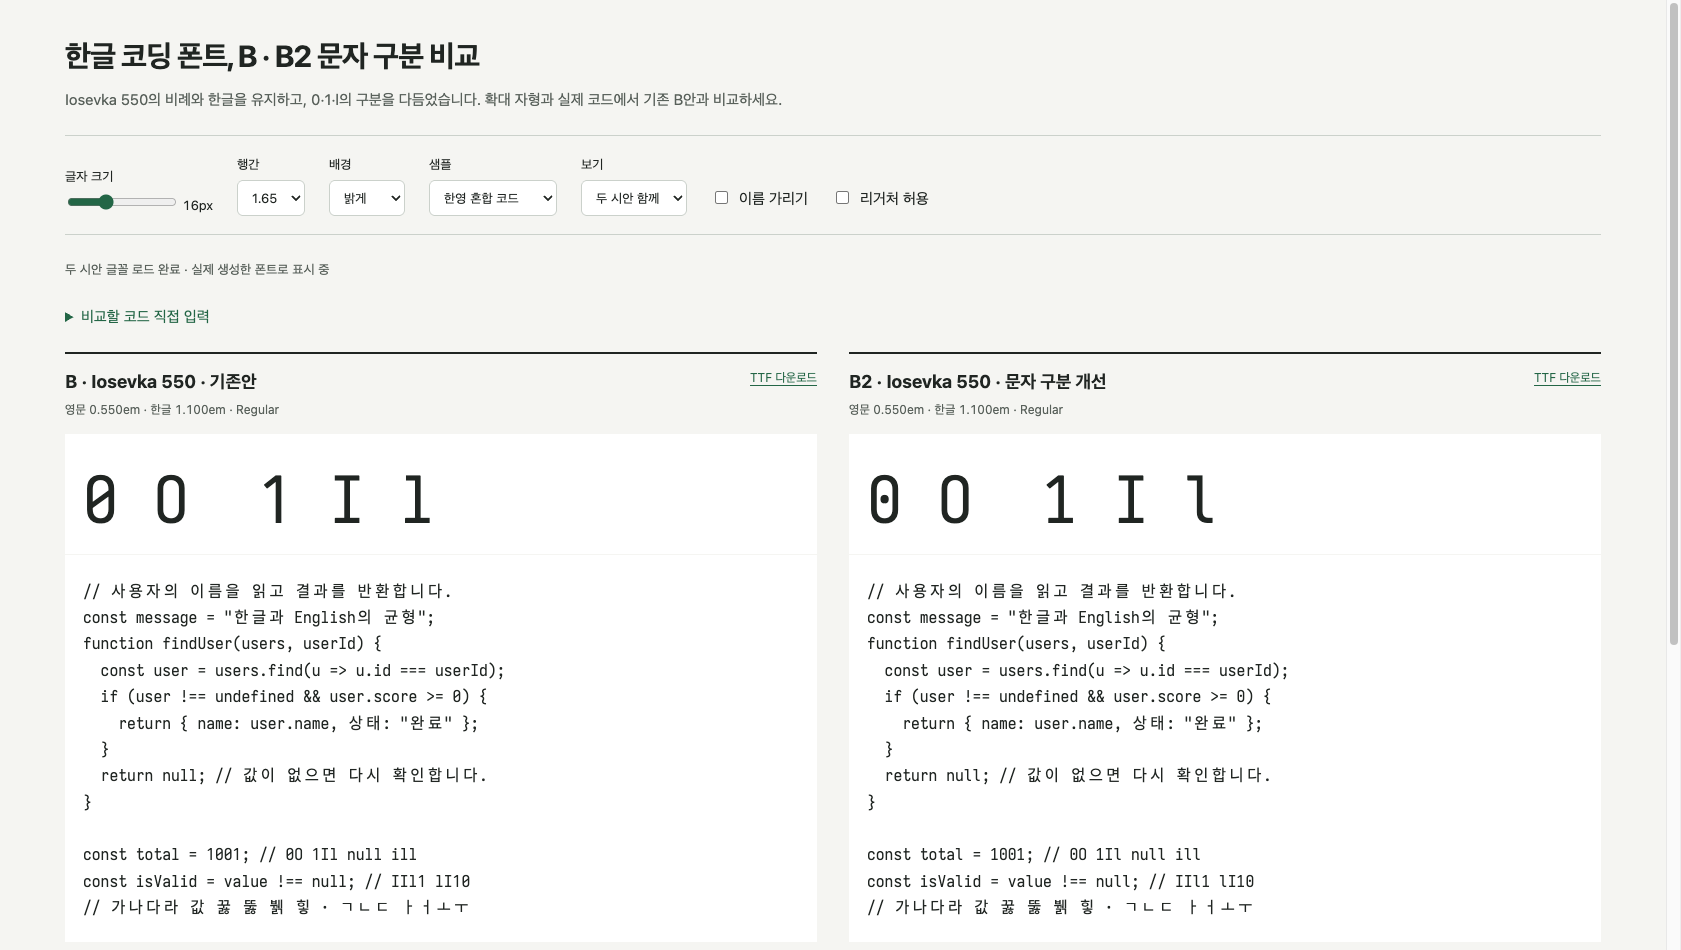 한글 코딩 폰트, B · B2 문자 구분 비교
Iosevka 550의 비례와 한글을 유지하고, 0·1·l의 구분을 다듬었습니다. 확대 자형과 실제 코드에서 기존 B안과 비교하세요.
글자 크기
16px
행간
1.65
배경
밝게
샘플
한영 혼합 코드
보기
두 시안 함께
이름 가리기
리거처 허용
두 시안 글꼴 로드 완료 · 실제 생성한 폰트로 표시 중
▶ 비교할 코드 직접 입력
B · Iosevka 550 · 기존안
TTF 다운로드
영문 0.550em · 한글 1.100em · Regular
0 O 1 I l
// 사용자의 이름을 읽고 결과를 반환합니다.
const message = "한글과 English의 균형";
function findUser(users, userId) {
  const user = users.find(u => u.id === userId);
  if (user !== undefined && user.score >= 0) {
    return { name: user.name, 상태: "완료" };
  }
  return null; // 값이 없으면 다시 확인합니다.
}
const total = 1001; // 0O 1Il null ill
const isValid = value !== null; // IIl1 lI10
// 가나다라 값 꿇 뚫 뷁 힣 · ㄱㄴㄷ ㅏㅓㅗㅜ
B2 · Iosevka 550 · 문자 구분 개선
TTF 다운로드
영문 0.550em · 한글 1.100em · Regular
0 O 1 I l
// 사용자의 이름을 읽고 결과를 반환합니다.
const message = "한글과 English의 균형";
function findUser(users, userId) {
  const user = users.find(u => u.id === userId);
  if (user !== undefined && user.score >= 0) {
    return { name: user.name, 상태: "완료" };
  }
  return null; // 값이 없으면 다시 확인합니다.
}
const total = 1001; // 0O 1Il null ill
const isValid = value !== null; // IIl1 lI10
// 가나다라 값 꿇 뚫 뷁 힣 · ㄱㄴㄷ ㅏㅓㅗㅜ